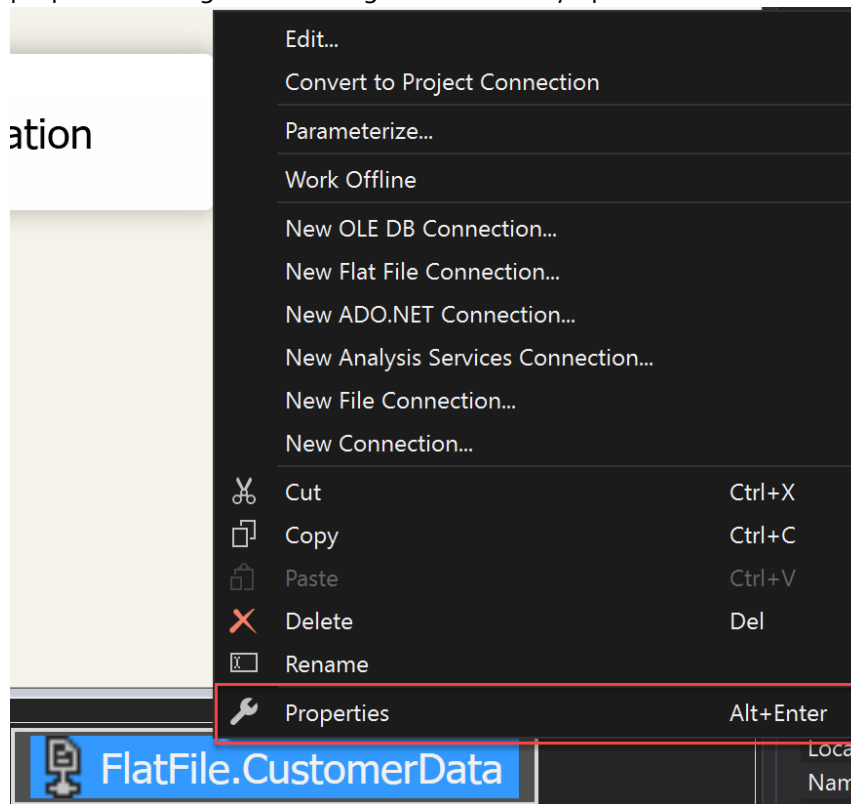 Edit...
Convert to Project Connection
ation
Parameterize...
Work Offline
New OLE DB Connection...
New Flat File Connection...
New ADO.NET Connection...
New Analysis Services Connection...
New File Connection...
New Connection...
Cut Ctrl+X
Copy Ctrl+C
Paste Ctrl+V
Delete Del
Rename
Properties Alt+Enter
FlatFile.CustomerData
Loca
Nam